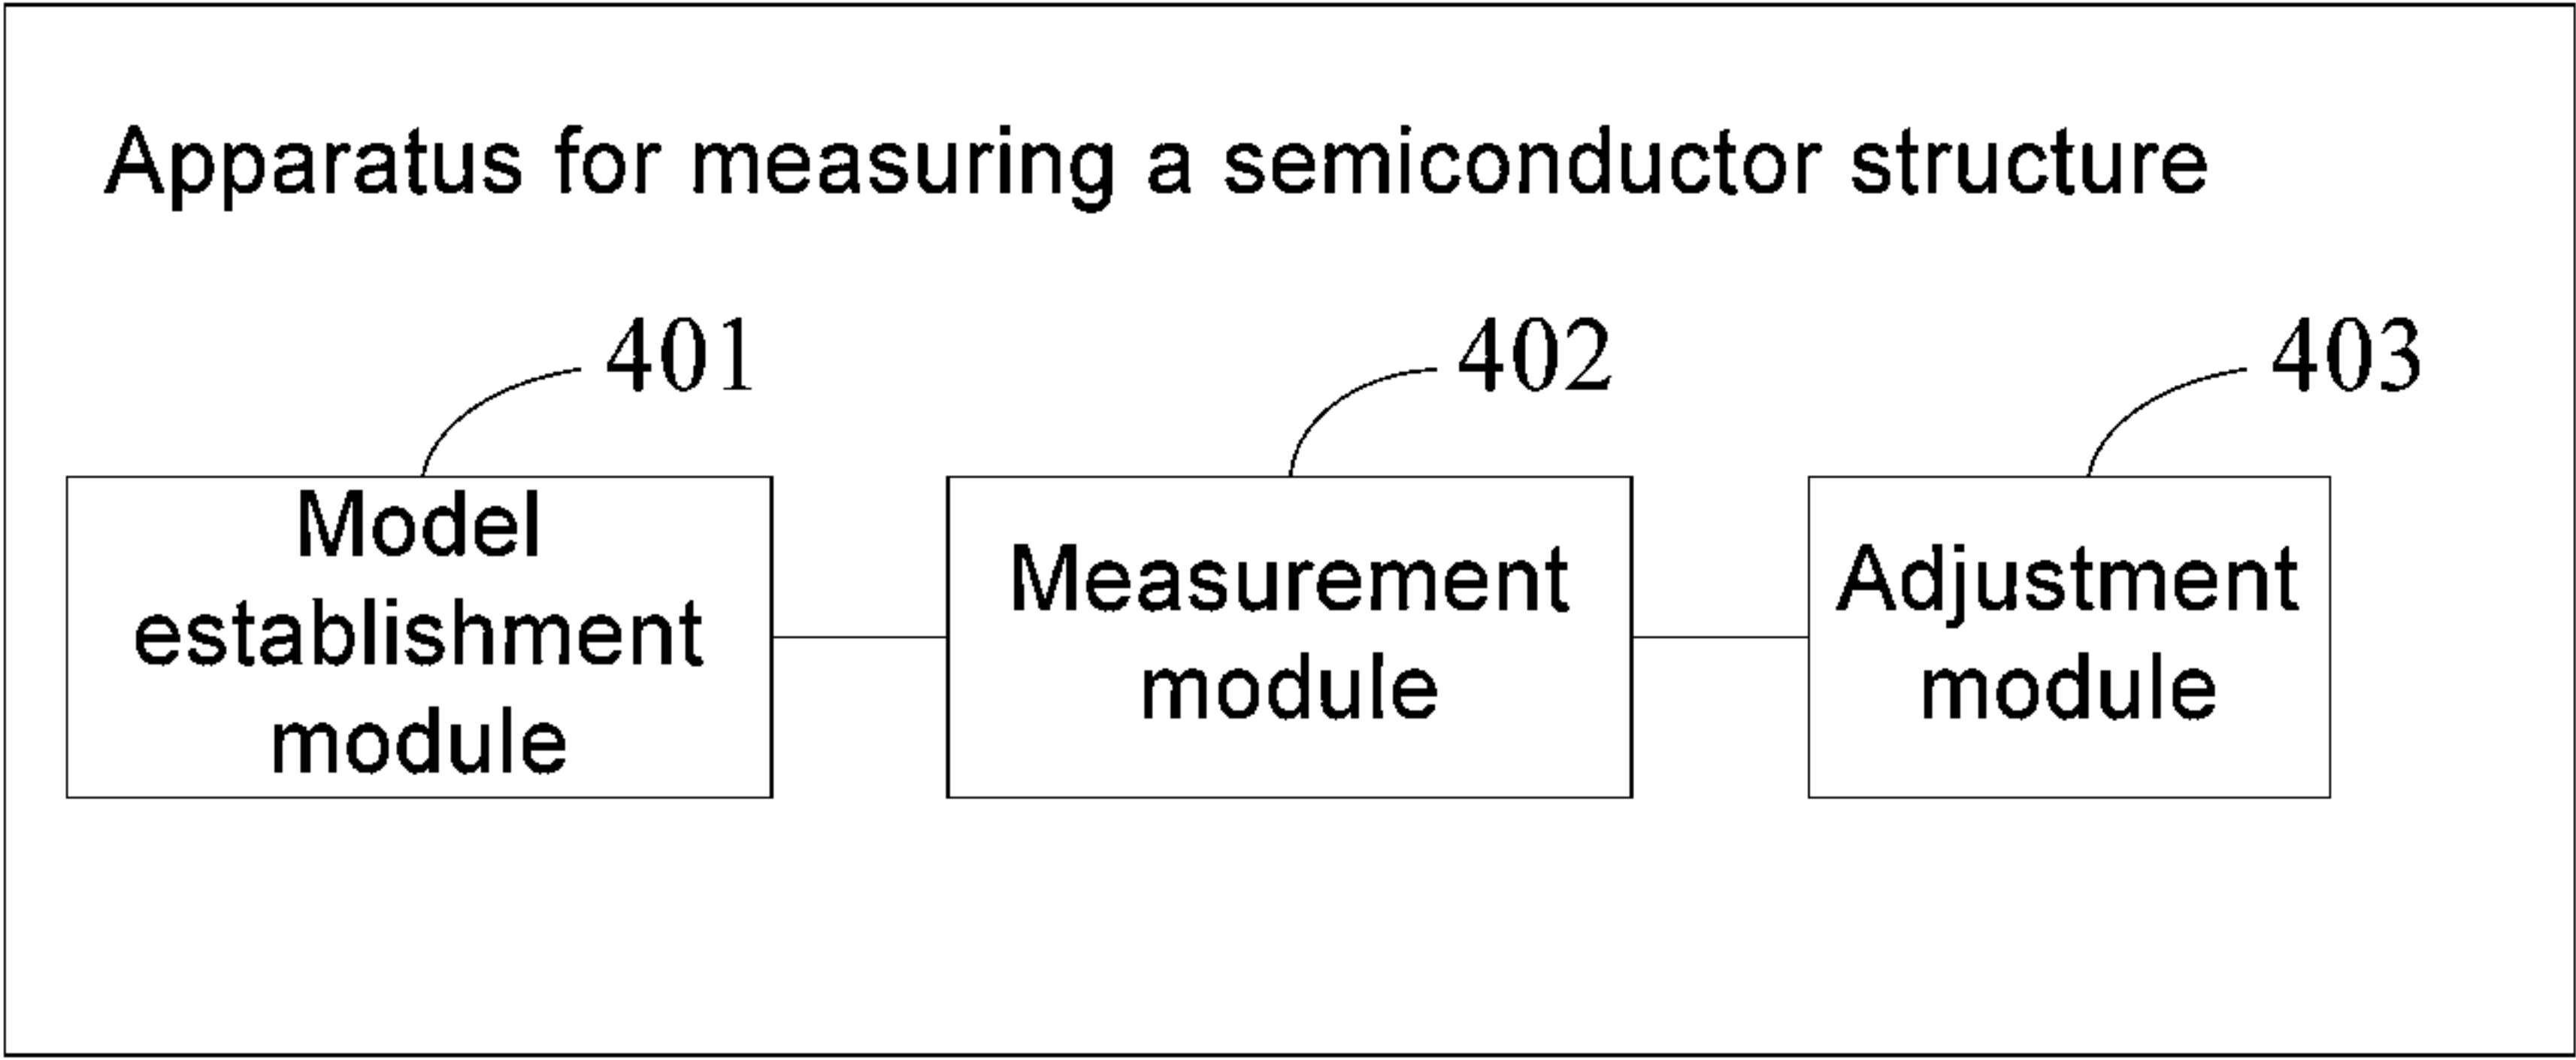 Apparatus for measuring a semiconductor structure
401
402
403
Model
establishment
module
Measurement
module
Adjustment
module